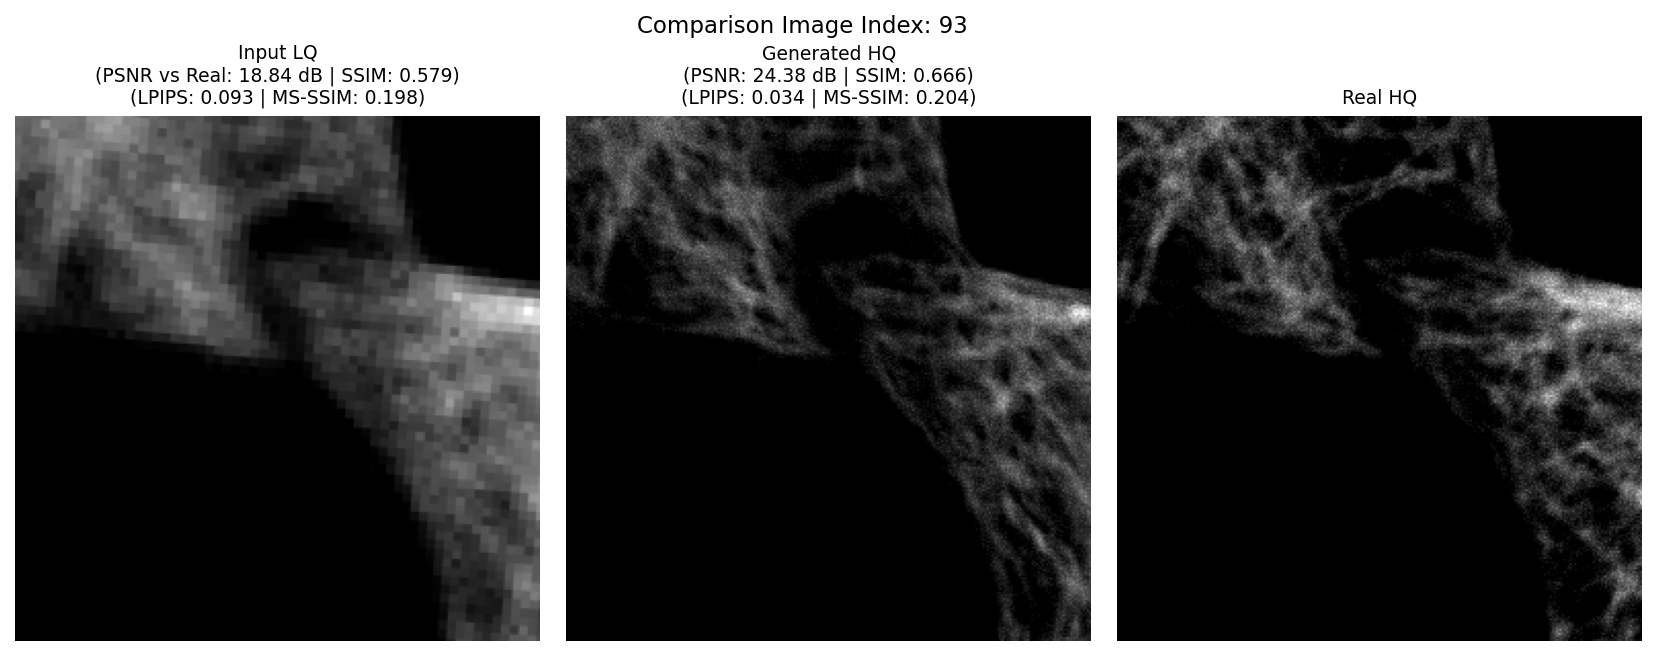 Comparison Image Index: 93
Input LQ
(PSNR vs Real: 18.84 dB | SSIM: 0.579)
(LPIPS: 0.093 | MS-SSIM: 0.198)
Generated HQ
(PSNR: 24.38 dB | SSIM: 0.666)
(LPIPS: 0.034 | MS-SSIM: 0.204)
Real HQ